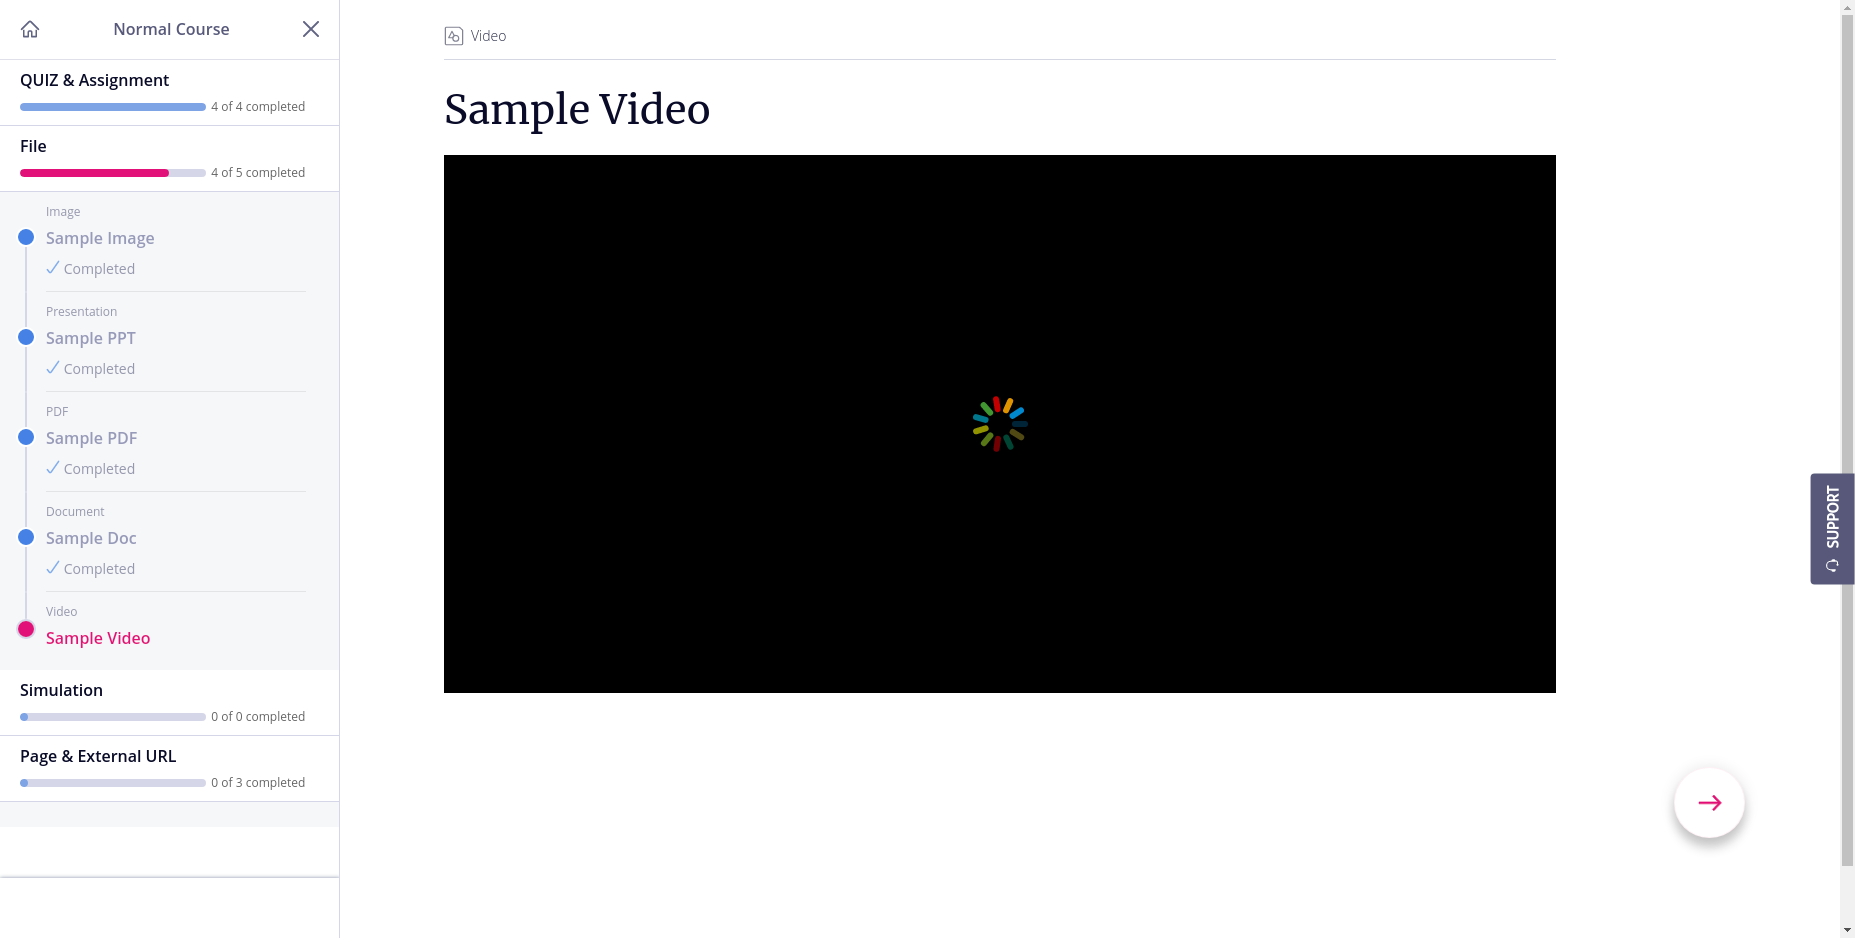 Normal Course
QUIZ & Assignment
4 of 4 completed
File
4 of 5 completed
Image
Sample Image
Completed
Presentation
Sample PPT
Completed
PDF
Sample PDF
Completed
Document
Sample Doc
Completed
Video
Sample Video
Simulation
0 of 0 completed
Page & External URL
0 of 3 completed
Video
Sample Video
SUPPORT